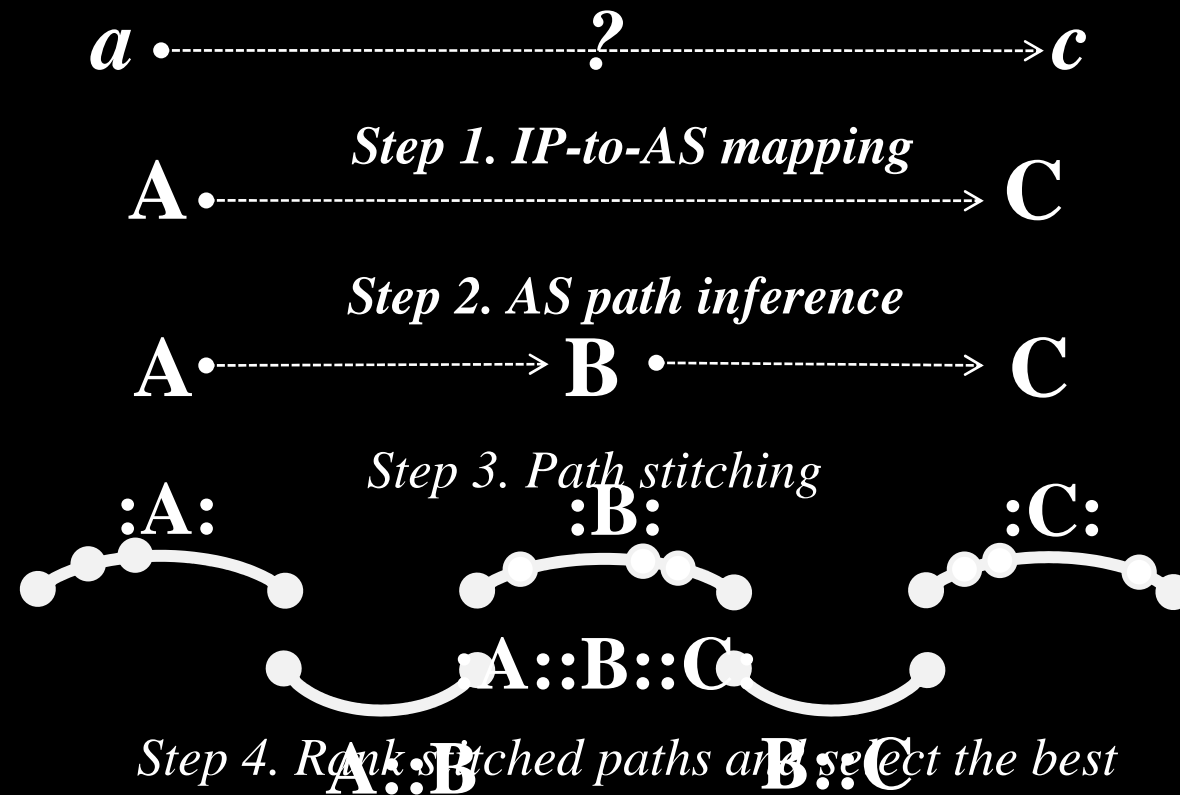 a ? c
Step 1. IP-to-AS mapping
A C
Step 2. AS path inference
A B C
Step 3. Path stitching
:A: :B: :C:
:A::B::C:
Step 4. Rank stitched paths and select the best
A::B B::C